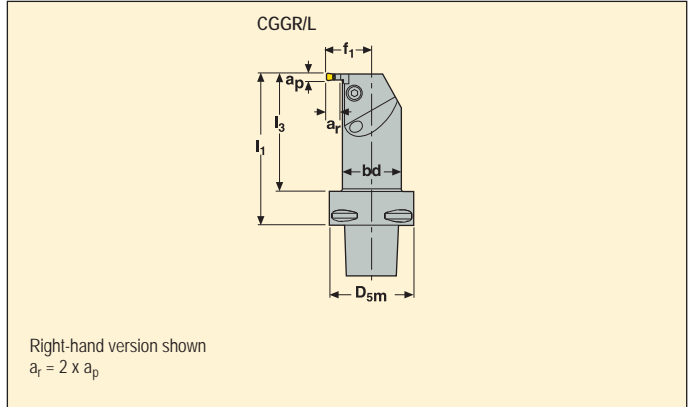 CGGR/L
f1
ap
ar
l3
l1
bd
D5m
Right-hand version shown
ar = 2 x ap